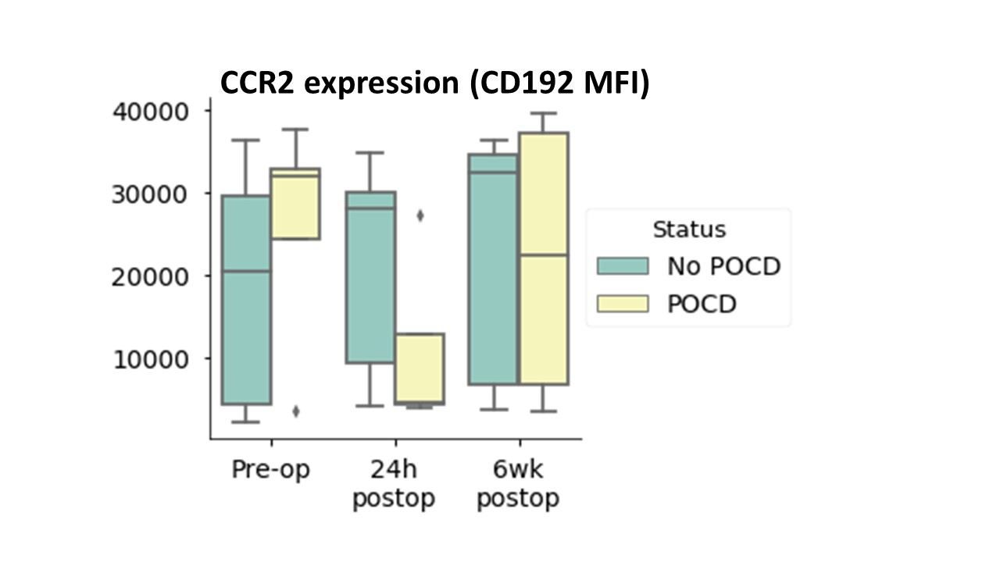 CCR2 expression (CD192 MFI)
40000
30000
20000
10000
Pre-op
24h
postop
6wk
postop
Status
No POCD
POCD